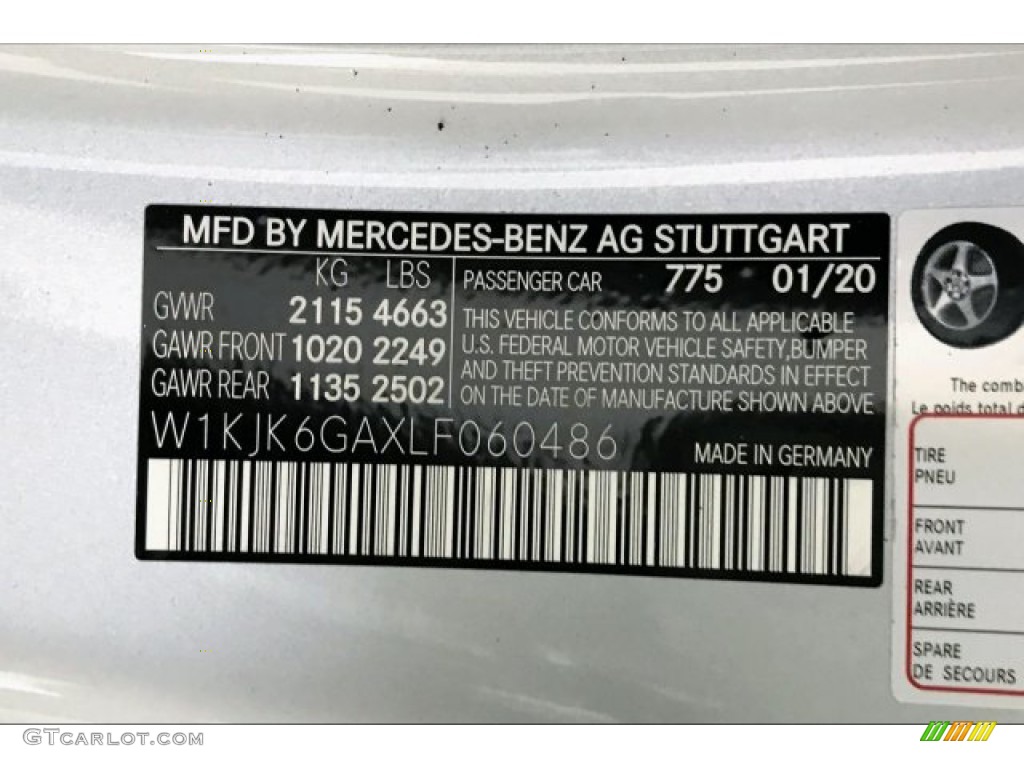 MFD BY MERCEDES-BENZ AG STUTTGART
KG LBS
GVWR 2115 4663
GAWR FRONT 1020 2249
GAWR REAR 1135 2502
PASSENGER CAR 775 01/20
THIS VEHICLE CONFORMS TO ALL APPLICABLE
U.S. FEDERAL MOTOR VEHICLE SAFETY,BUMPER
AND THEFT PREVENTION STANDARDS IN EFFECT
ON THE DATE OF MANUFACTURE SHOWN ABOVE
W1KJK6GAXLF060486
MADE IN GERMANY
The comb
Le poids total d
TIRE
PNEU
FRONT
AVANT
REAR
ARRIÈRE
SPARE
DE SECOURS
GTCARLOT.COM